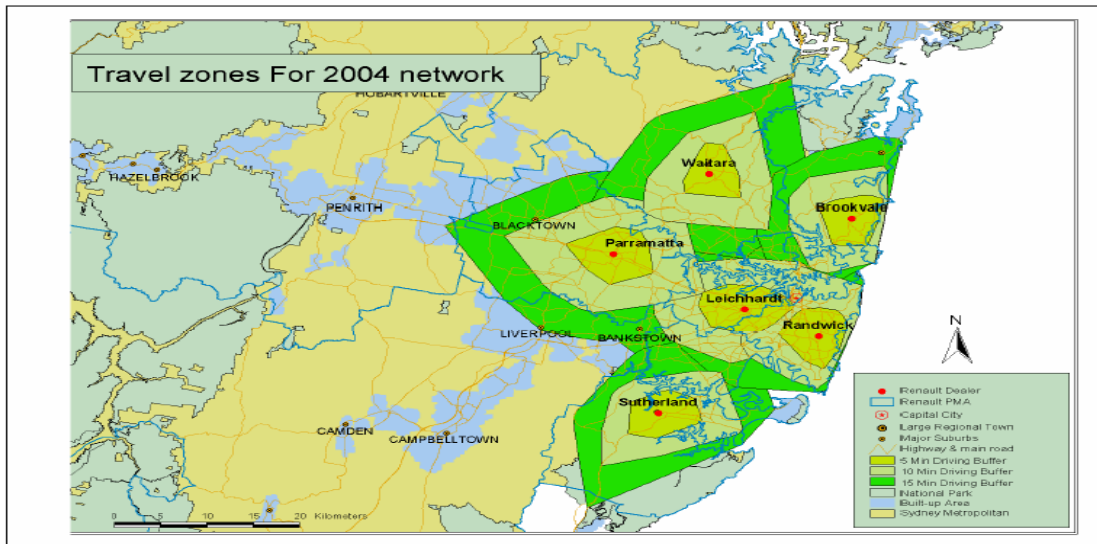 Travel zones For 2004 network
HOBARTVILLE
Waitara
HAZELBROOK
PENRITH
Brookvale
BLACKTOWN
Parramatta
Leichhardt
Randwick
LIVERPOOL
BANKSTOWN
N
Sutherland
CAMDEN
CAMPBELLTOWN
Renault Dealer
Renault PMA
Capital City
Large Regional Town
Major Suburbs
Highway & main road
5 Min Driving Buffer
10 Min Driving Buffer
15 Min Driving Buffer
National Park
Built-up Area
Sydney Metropolitan
0 5 10 15 20 Kilometers